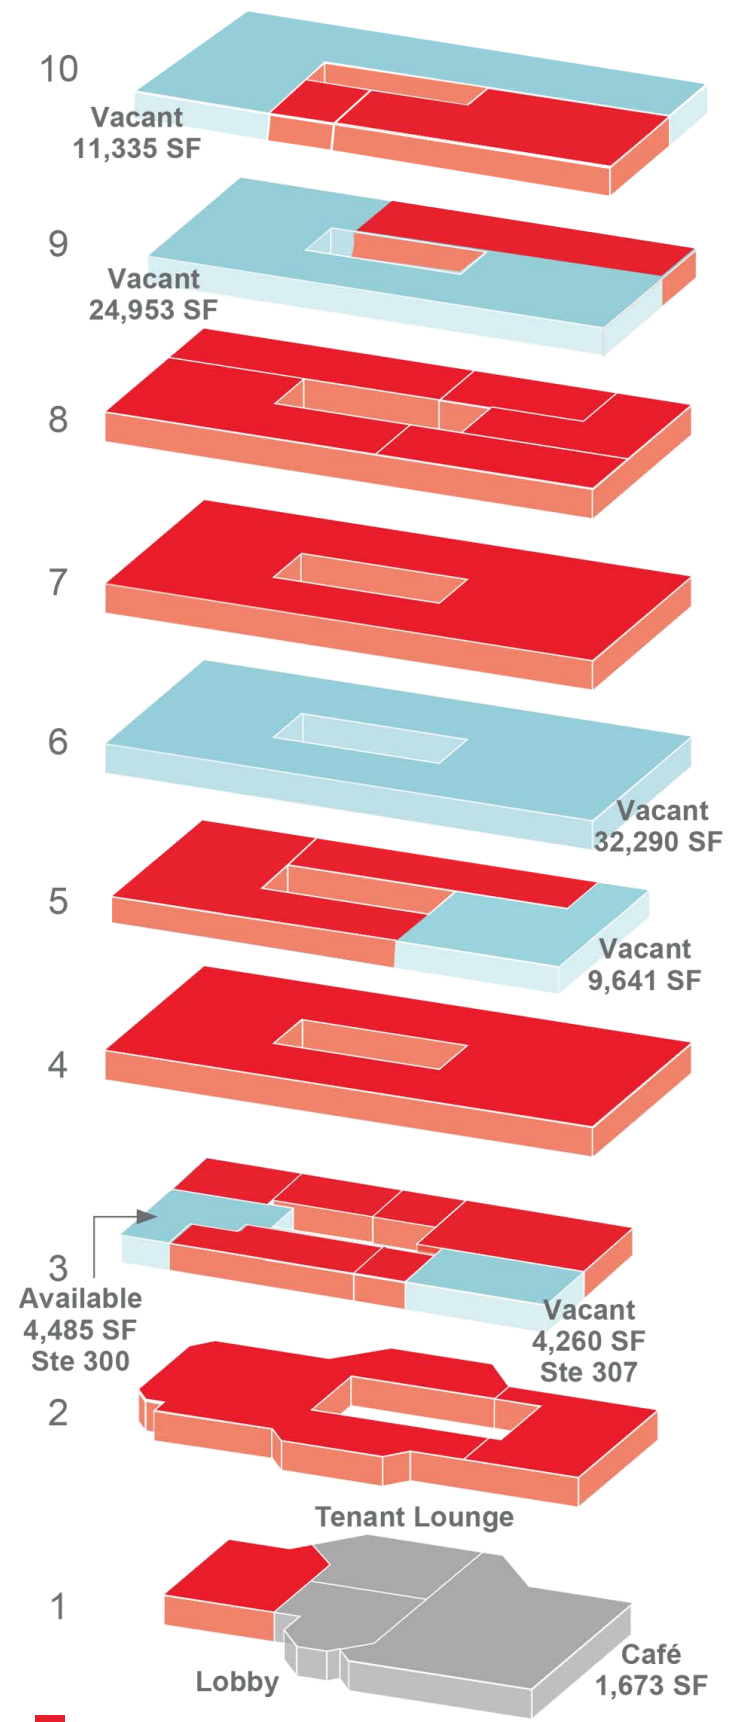 10
Vacant
11,335 SF
9
Vacant
24,953 SF
8
7
6
Vacant
32,290 SF
5
Vacant
9,641 SF
4
3
Available
4,485 SF
Ste 300
Vacant
4,260 SF
Ste 307
2
Tenant Lounge
1
Lobby
Café
1,673 SF